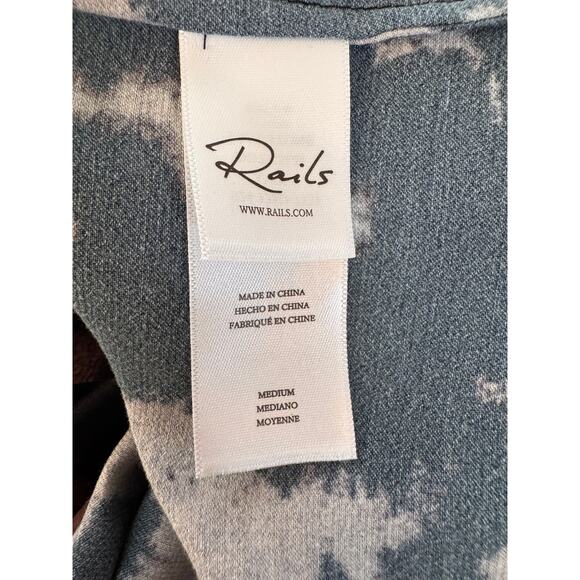 Rails
WWW.RAILS.COM
MADE IN CHINA
HECHO EN CHINA
FABRIQUÉ EN CHINE
MEDIUM
MEDIANO
MOYENNE